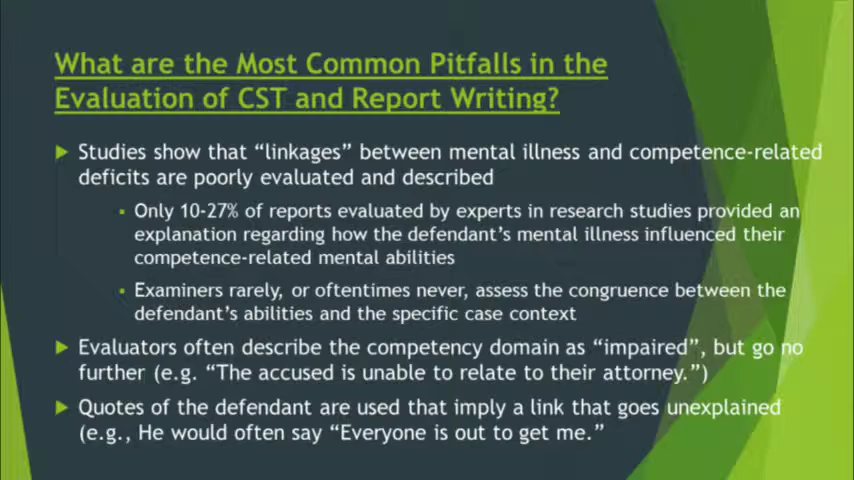 What are the Most Common Pitfalls in the
Evaluation of CST and Report Writing?
Studies show that “linkages” between mental illness and competence-related
deficits are poorly evaluated and described
Only 10-27% of reports evaluated by experts in research studies provided an
explanation regarding how the defendant’s mental illness influenced their
competence-related mental abilities
Examiners rarely, or oftentimes never, assess the congruence between the
defendant’s abilities and the specific case context
Evaluators often describe the competency domain as “impaired”, but go no
further (e.g. “The accused is unable to relate to their attorney.”)
Quotes of the defendant are used that imply a link that goes unexplained
(e.g., He would often say “Everyone is out to get me.”